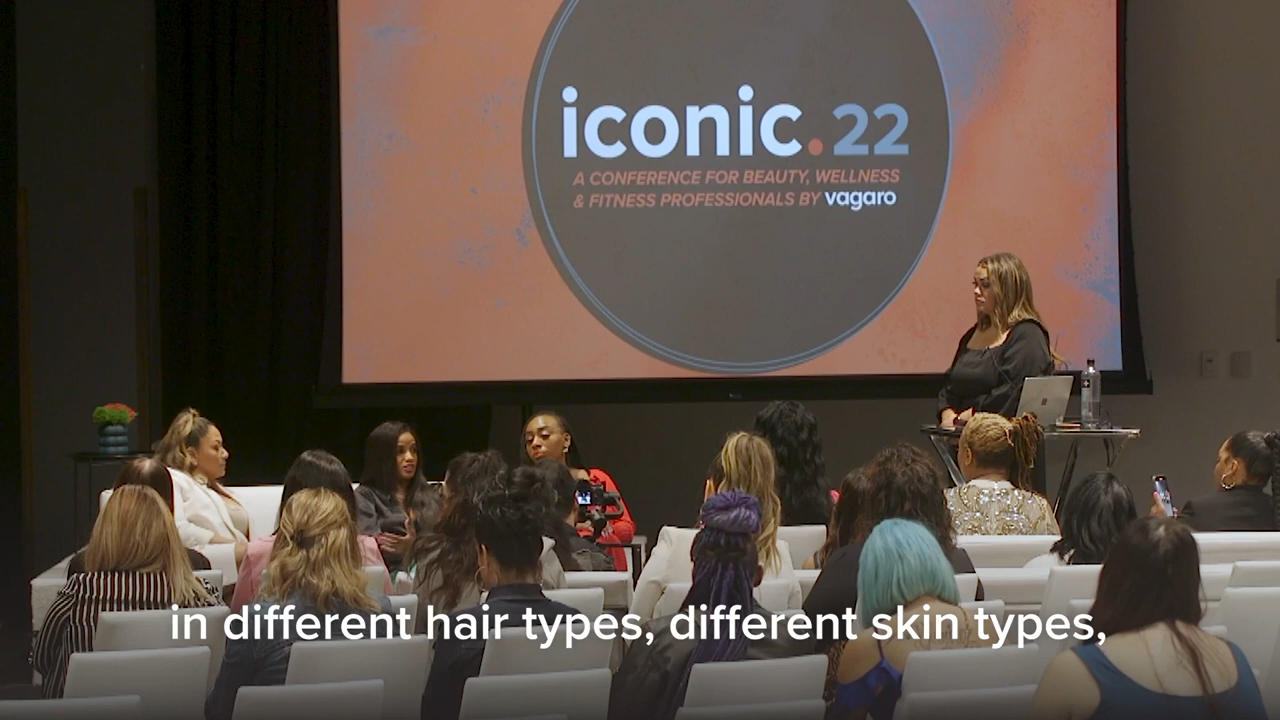 iconic.22
A CONFERENCE FOR BEAUTY, WELLNESS
& FITNESS PROFESSIONALS BY vagaro
in different hair types, different skin types,